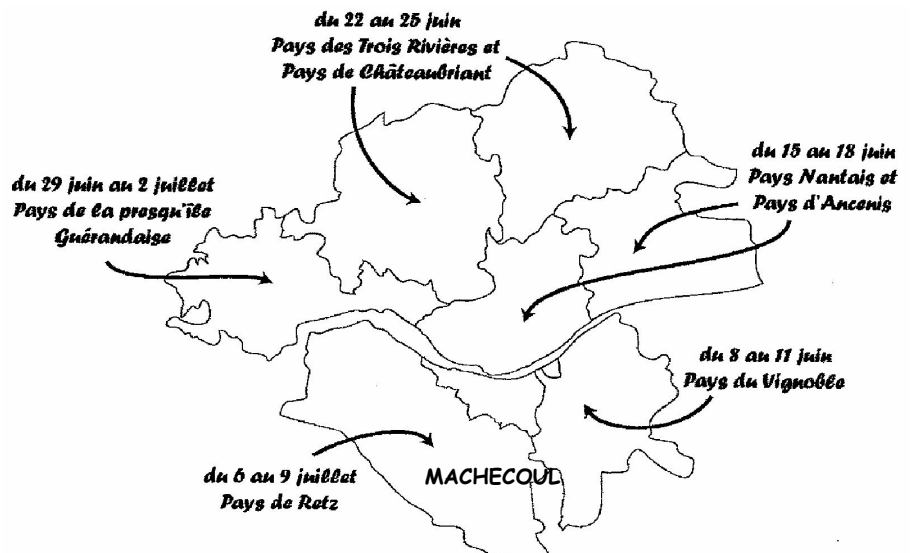 du 22 au 25 juin
Pays des Trois Rivières et
Pays de Châteaubriant
du 15 au 18 juin
Pays Nantais et
Pays d'Ancenis
du 29 juin au 2 juillet
Pays de la presqu'île
Guérandaise
du 8 au 11 juin
Pays du Vignoble
du 6 au 9 juillet
Pays de Retz
MACHECOUL